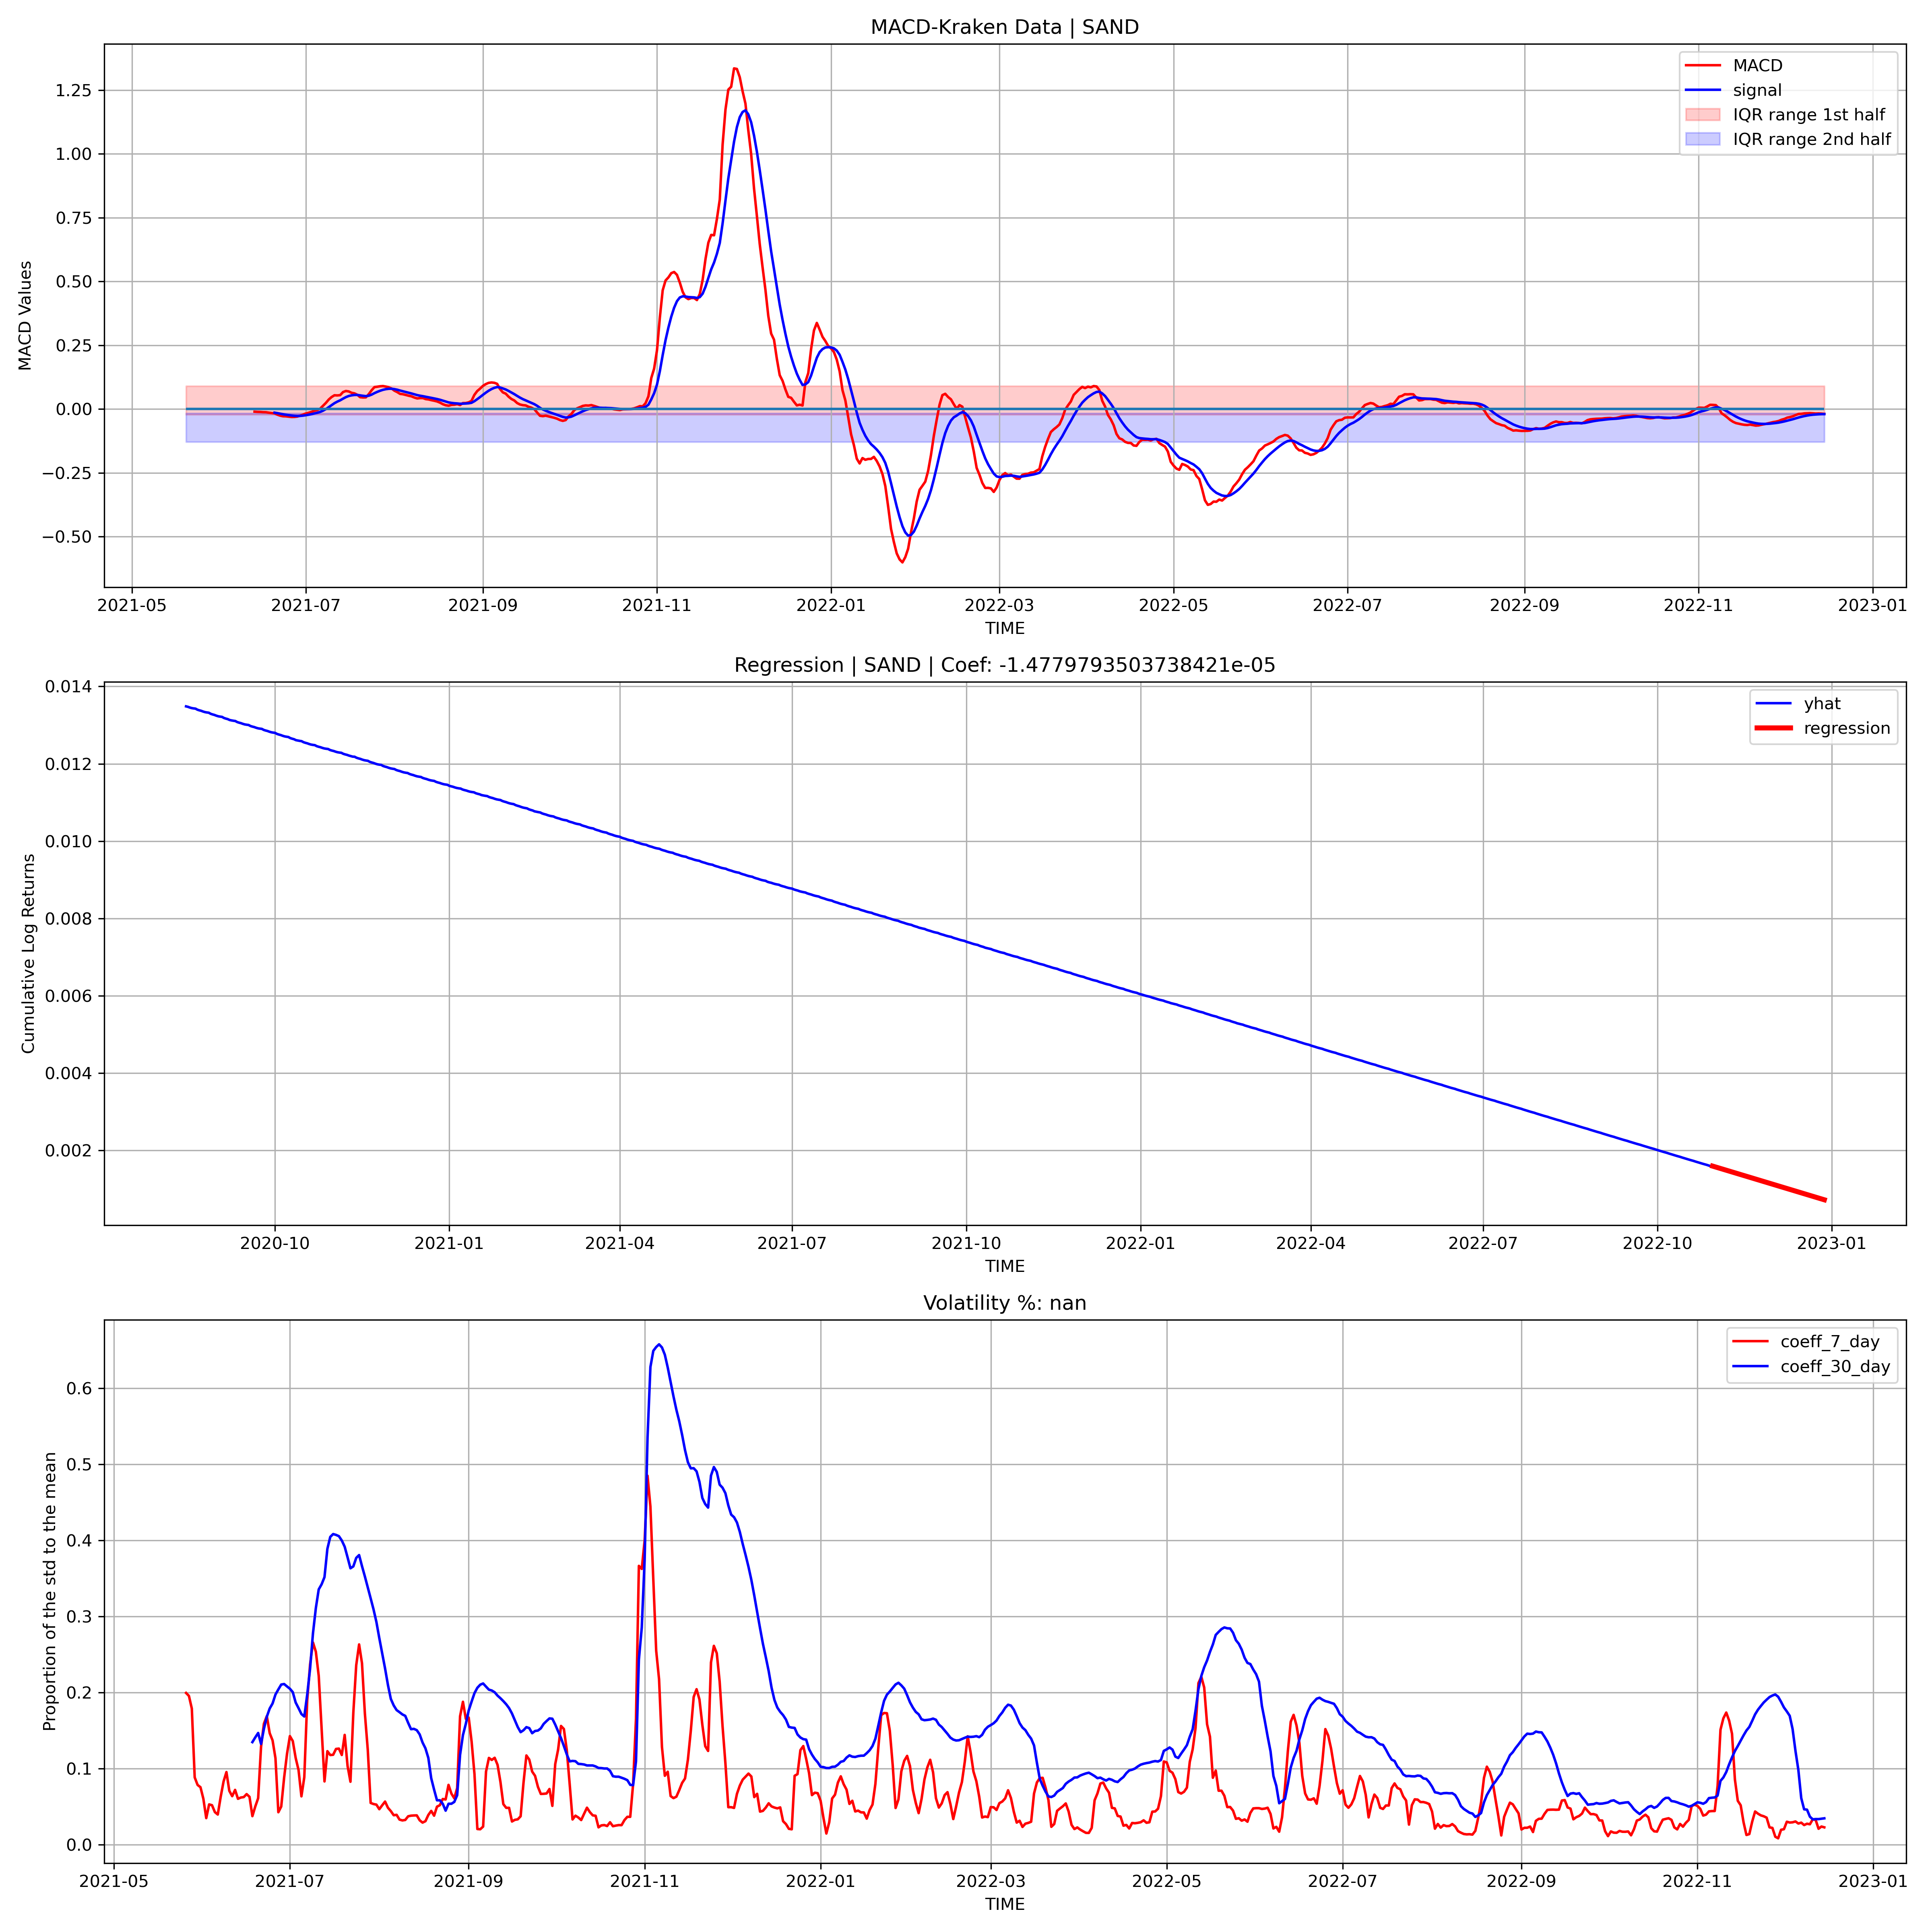 MACD-Kraken Data | SAND
MACD
signal
IQR range 1st half
IQR range 2nd half
1.25
1.00
0.75
0.50
0.25
0.00
−0.25
−0.50
MACD Values
2021-05 2021-07 2021-09 2021-11 2022-01 2022-03 2022-05 2022-07 2022-09 2022-11 2023-01
TIME
Regression | SAND | Coef: -1.4779793503738421e-05
yhat
regression
0.014
0.012
0.010
0.008
0.006
0.004
0.002
Cumulative Log Returns
2020-10 2021-01 2021-04 2021-07 2021-10 2022-01 2022-04 2022-07 2022-10 2023-01
TIME
Volatility %: nan
coeff_7_day
coeff_30_day
0.6
0.5
0.4
0.3
0.2
0.1
0.0
Proportion of the std to the mean
2021-05 2021-07 2021-09 2021-11 2022-01 2022-03 2022-05 2022-07 2022-09 2022-11 2023-01
TIME